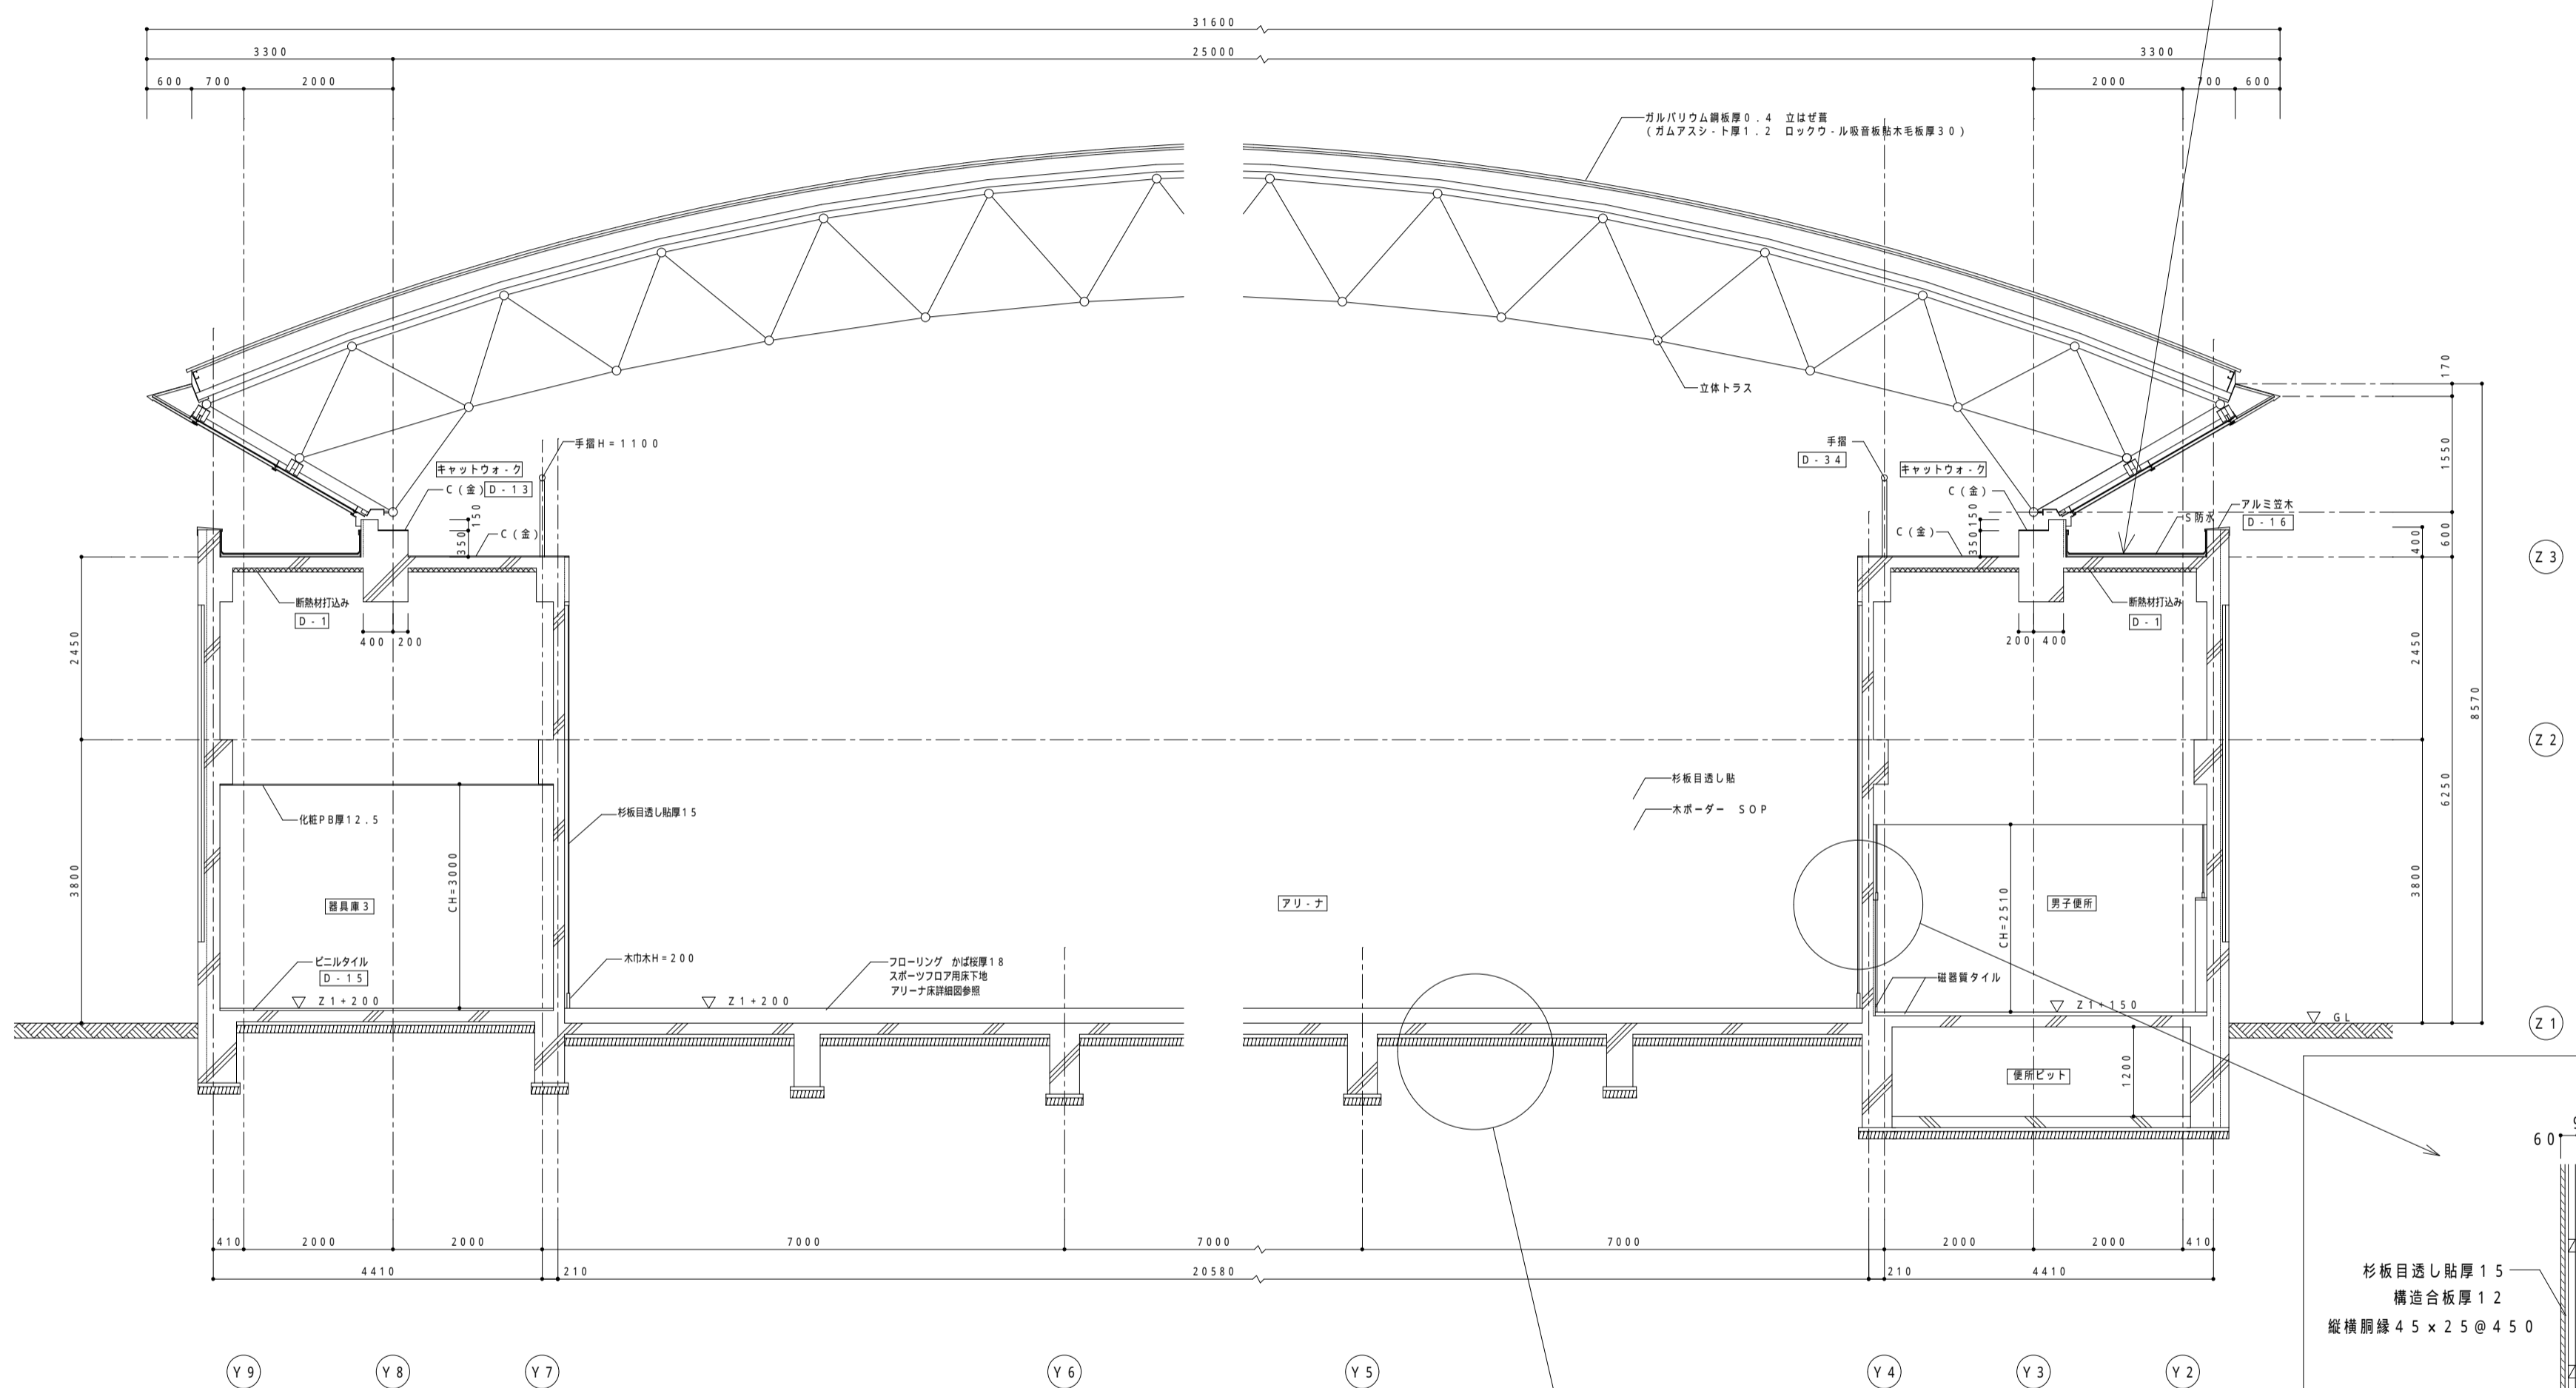 31600
3300
25000
3300
600
700
2000
2000
700
600
ガルバリウム鋼板厚0.4 立はぜ葺
(ガムアスシート厚1.2 ロックウール吸音板貼木毛板厚30)
立体トラス
170
1550
600
400
8570
手摺H=1100
手摺
D-34
キャットウォーク
キャットウォーク
C(金)
D-13
C(金)
150
350
C(金)
C(金)
150
350
S防水
アルミ笠木
D-16
Z3
断熱材打込み
D-1
断熱材打込み
D-1
400
200
200
400
2450
2450
Z2
杉板目透し貼
木ボーダー SOP
化粧PB厚12.5
杉板目透し貼厚15
6250
3800
3800
CH=3000
CH=2510
器具庫3
アリーナ
男子便所
ビニルタイル
D-15
木巾木H=200
フローリング かば桜厚18
スポーツフロア用床下地
アリーナ床詳細図参照
磁器質タイル
Z1+200
Z1+200
Z1+150
GL
Z1
便所ピット
1200
60
410
2000
2000
7000
7000
7000
2000
2000
410
4410
210
20580
210
4410
杉板目透し貼厚15
構造合板厚12
縦横胴縁45×25@450
Y9
Y8
Y7
Y6
Y5
Y4
Y3
Y2